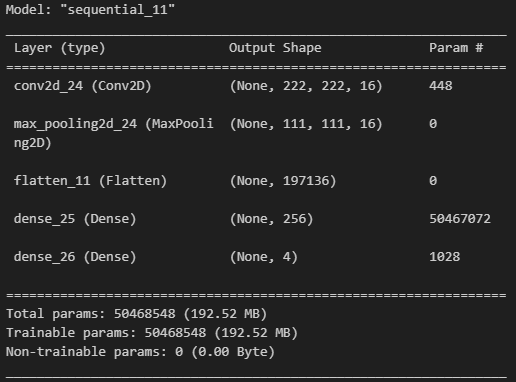 Model: "sequential_11"
Layer (type) Output Shape Param #
conv2d_24 (Conv2D) (None, 222, 222, 16) 448
max_pooling2d_24 (MaxPooli (None, 111, 111, 16) 0
ng2D)
flatten_11 (Flatten) (None, 197136) 0
dense_25 (Dense) (None, 256) 50467072
dense_26 (Dense) (None, 4) 1028
Total params: 50468548 (192.52 MB)
Trainable params: 50468548 (192.52 MB)
Non-trainable params: 0 (0.00 Byte)